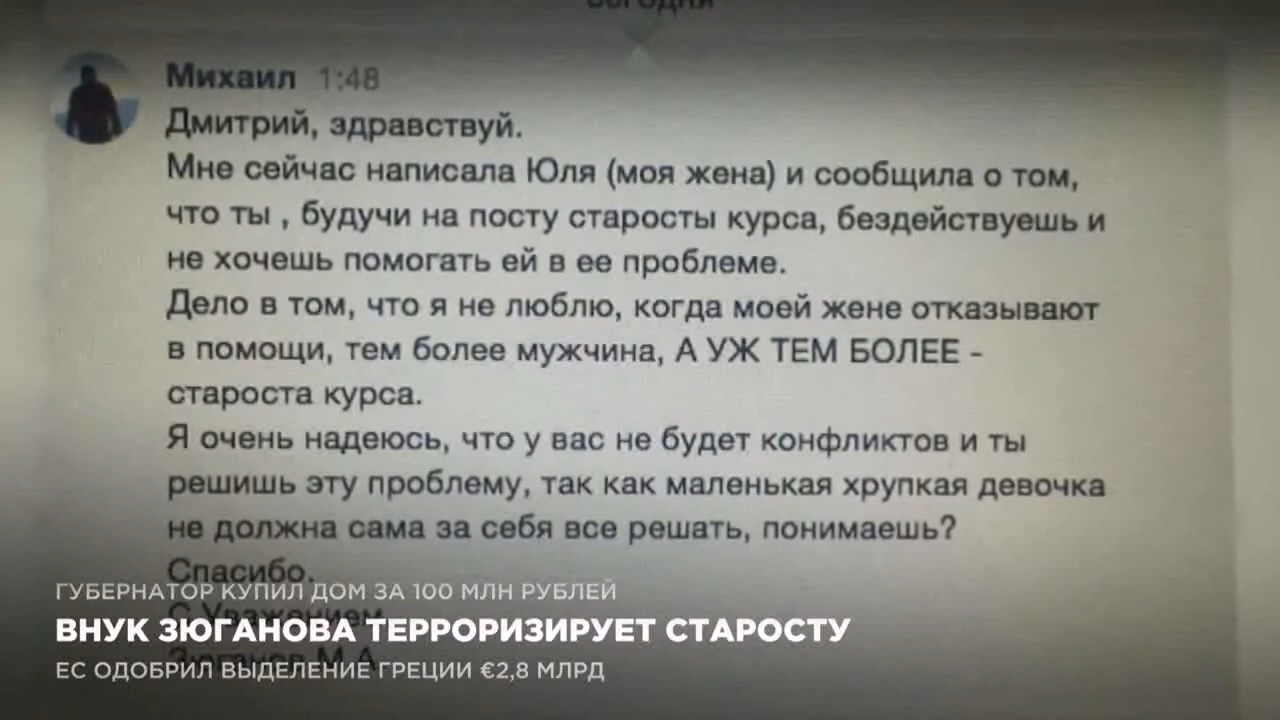 сегодня
Михаил 1:48
Дмитрий, здравствуй.
Мне сейчас написала Юля (моя жена) и сообщила о том,
что ты , будучи на посту старосты курса, бездействуешь и
не хочешь помогать ей в ее проблеме.
Дело в том, что я не люблю, когда моей жене отказывают
в помощи, тем более мужчина, А УЖ ТЕМ БОЛЕЕ -
староста курса.
Я очень надеюсь, что у вас не будет конфликтов и ты
решишь эту проблему, так как маленькая хрупкая девочка
не должна сама за себя все решать, понимаешь?
Спасибо.
ГУБЕРНАТОР КУПИЛ ДОМ ЗА 100 МЛН РУБЛЕЙ
С Уважением
ВНУК ЗЮГАНОВА ТЕРРОРИЗИРУЕТ СТАРОСТУ
Зюганов М.А.
ЕС ОДОБРИЛ ВЫДЕЛЕНИЕ ГРЕЦИИ €2,8 МЛРД